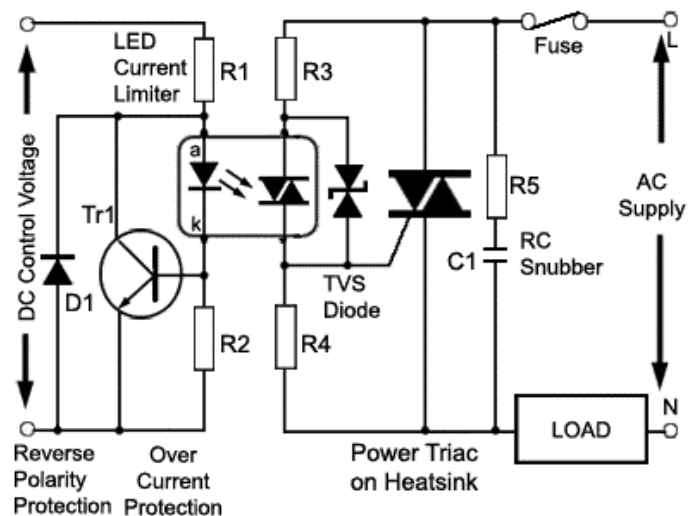 LED
Current
Limiter
R1
R3
Fuse
L
DC Control Voltage
a
k
Tr1
D1
R2
R4
TVS
Diode
R5
C1
RC
Snubber
AC
Supply
N
LOAD
Reverse
Polarity
Protection
Over
Current
Protection
Power Triac
on Heatsink